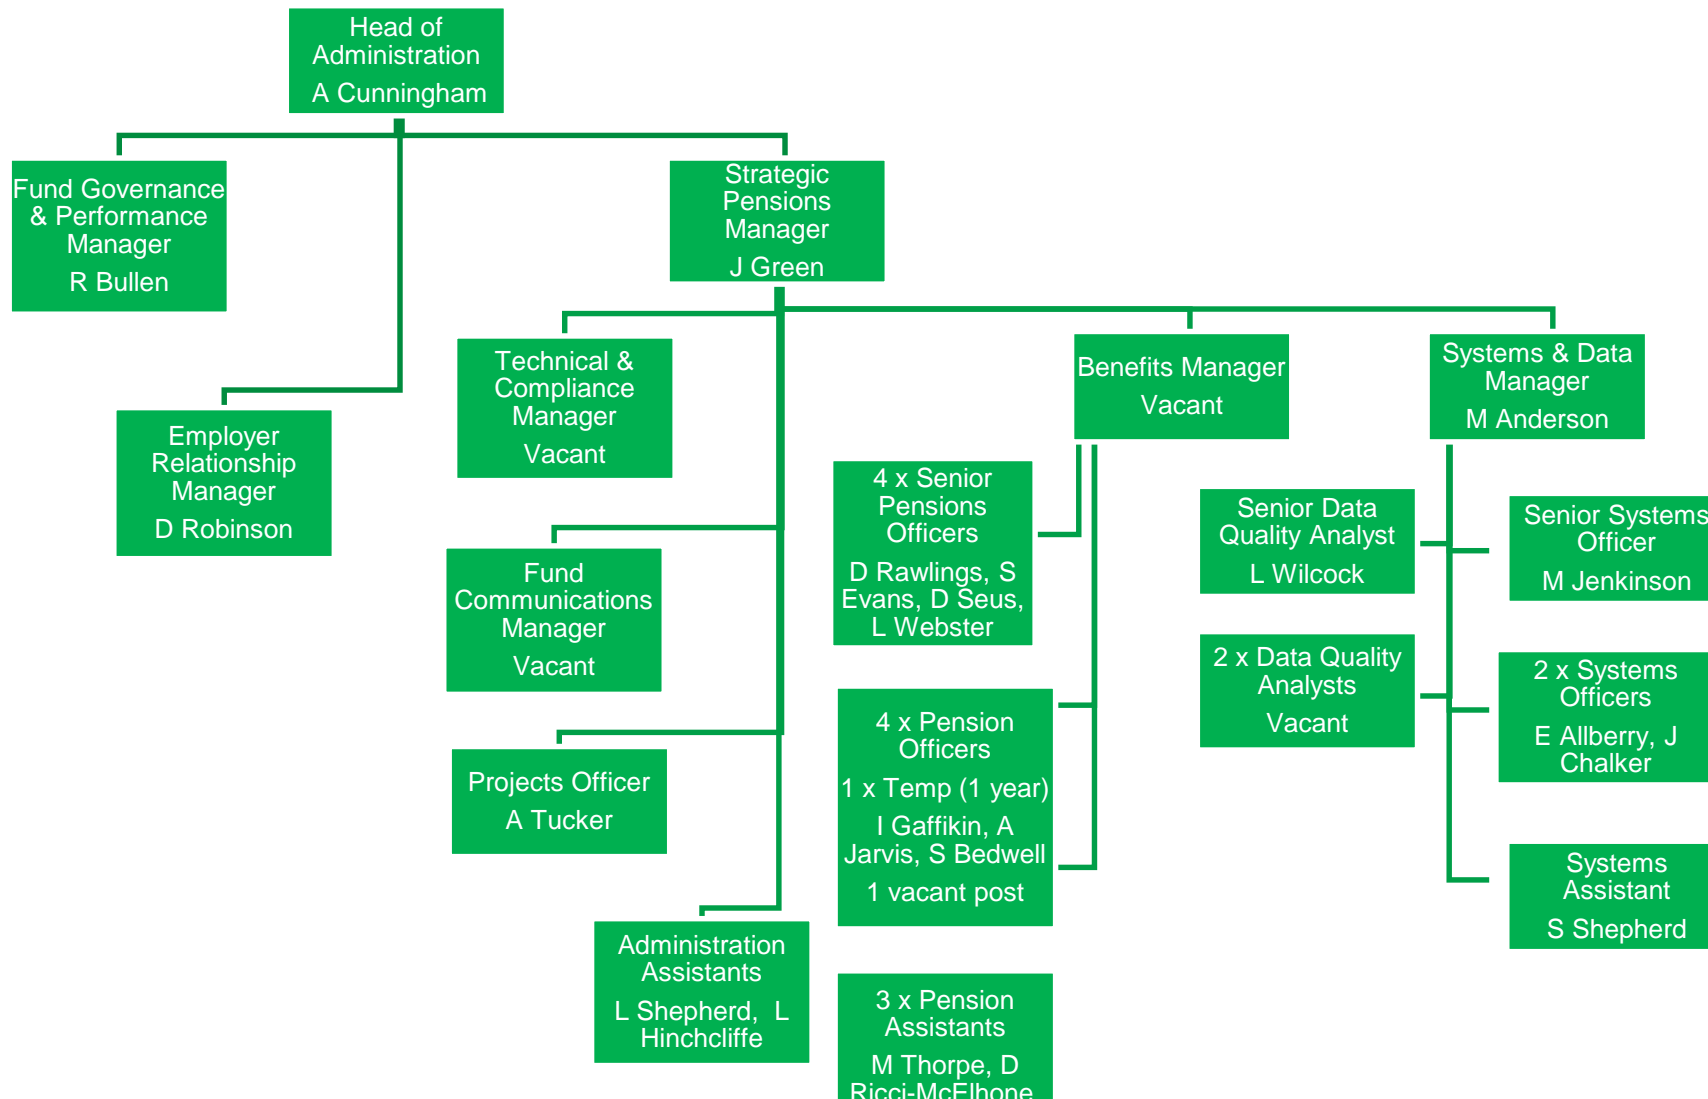 Head of
Administration
A Cunningham
Fund Governance
& Performance
Manager
R Bullen
Strategic
Pensions
Manager
J Green
Employer
Relationship
Manager
D Robinson
Technical &
Compliance
Manager
Vacant
Fund
Communications
Manager
Vacant
Projects Officer
A Tucker
Administration
Assistants
L Shepherd, L
Hinchcliffe
Benefits Manager
Vacant
4 x Senior
Pensions
Officers
D Rawlings, S
Evans, D Seus,
L Webster
4 x Pension
Officers
1 x Temp (1 year)
I Gaffikin, A
Jarvis, S Bedwell
1 vacant post
3 x Pension
Assistants
M Thorpe, D
Ricci-McElhone
Systems & Data
Manager
M Anderson
Senior Data
Quality Analyst
L Wilcock
2 x Data Quality
Analysts
Vacant
Senior Systems
Officer
M Jenkinson
2 x Systems
Officers
E Allberry, J
Chalker
Systems
Assistant
S Shepherd